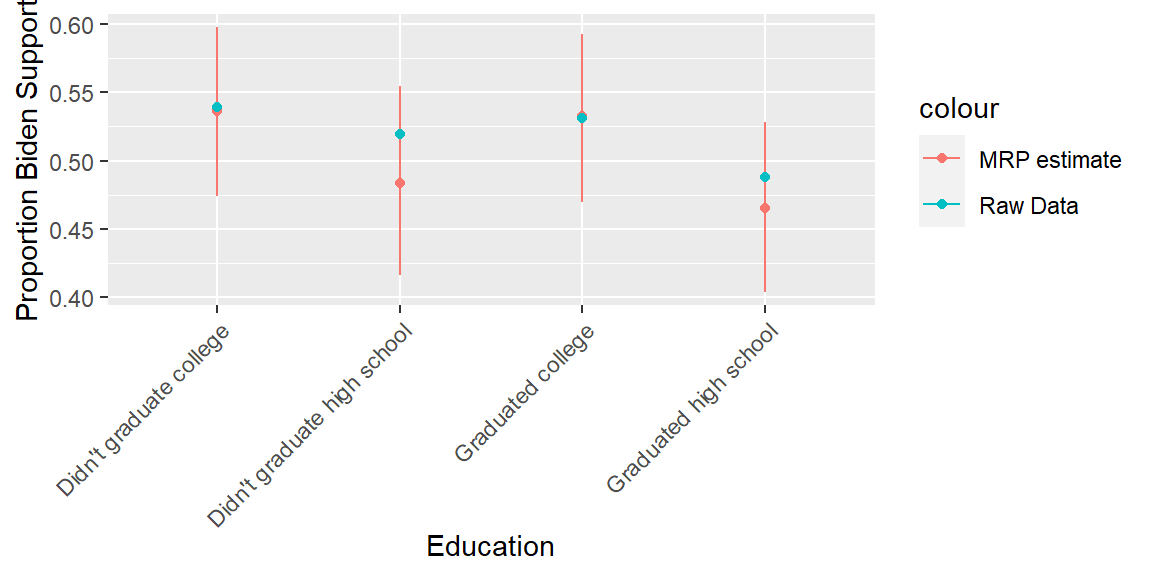 Proportion Biden Support
0.60
0.55
0.50
0.45
0.40
Didn't graduate college
Didn't graduate high school
Graduated college
Graduated high school
Education
colour
MRP estimate
Raw Data